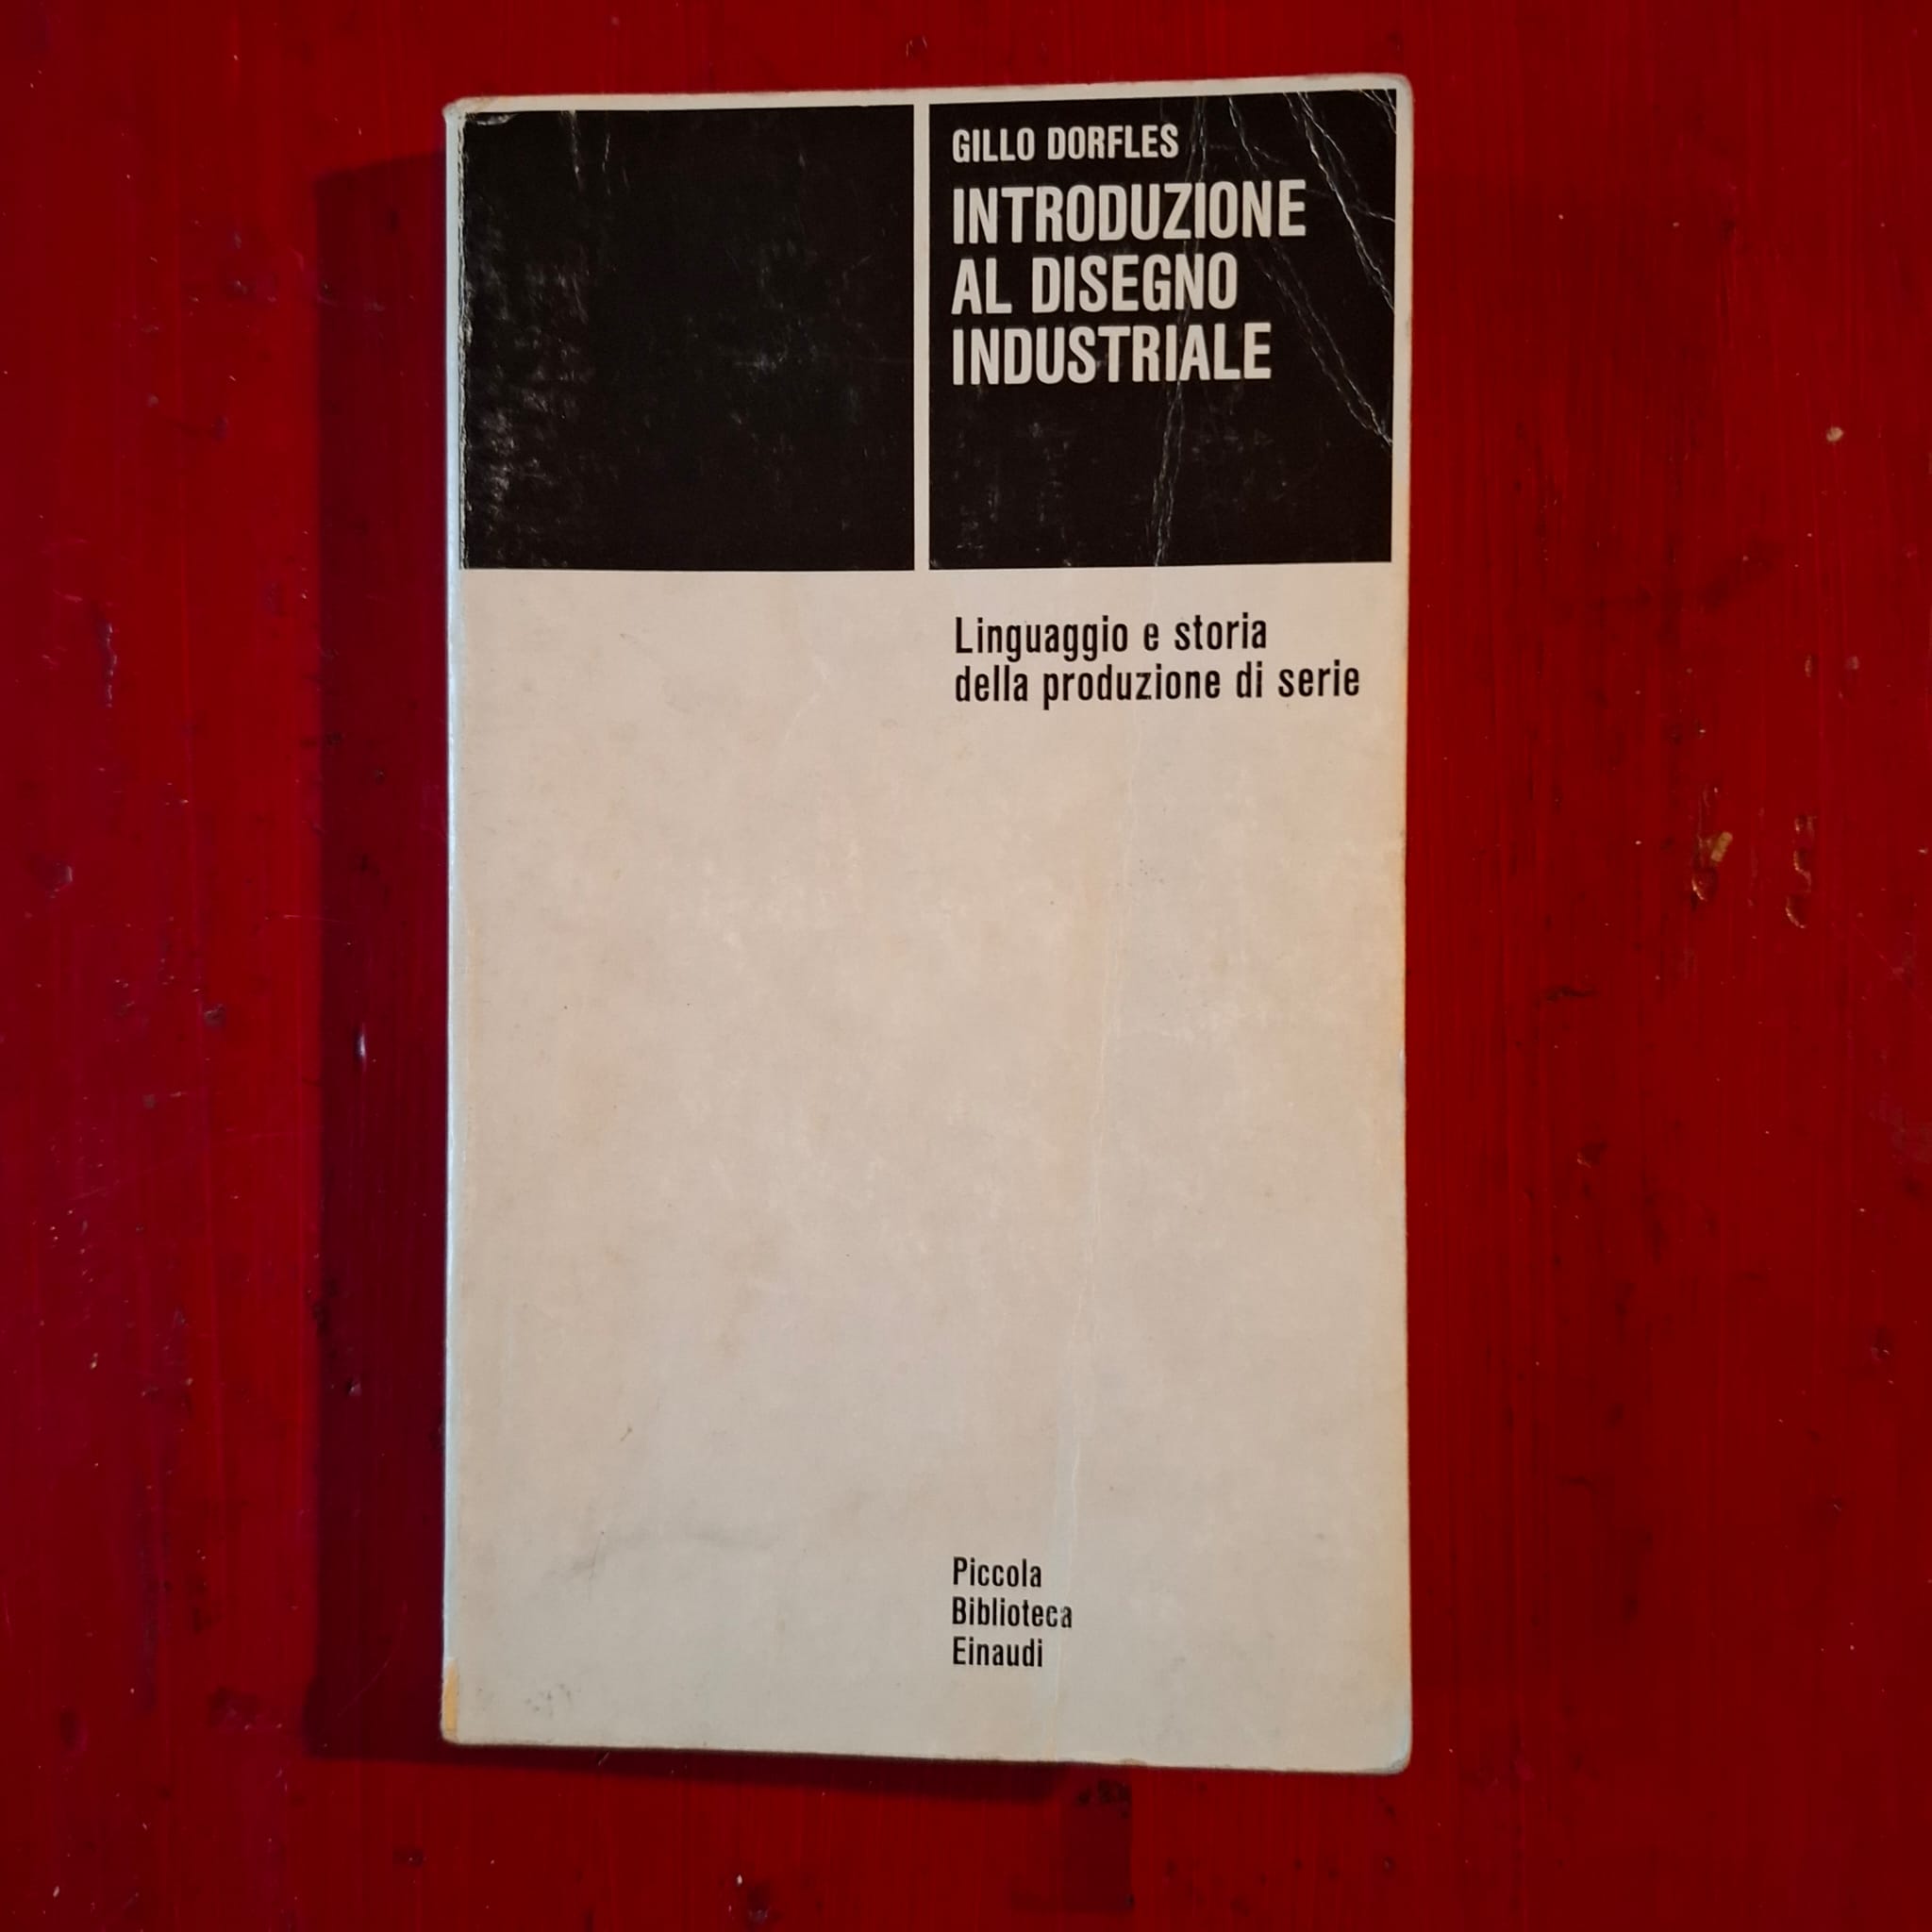 GILLO DORFLES
INTRODUZIONE
AL DISEGNO
INDUSTRIALE
Linguaggio e storia
della produzione di serie
Piccola
Biblioteca
Einaudi